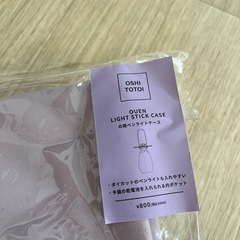 OSHI
TOTOI
OUEN
LIGHT STICK CASE
応援ペンライトケース
・ダイカットのペンライトも入れやすい
・予備の乾電池を入れられる内ポケット
¥800